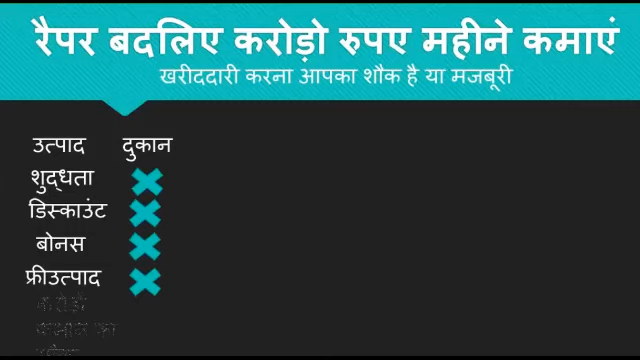 रैपर बदलिए करोड़ो रुपए महीने कमाएं
खरीददारी करना आपका शौक है या मजबूरी
उत्पाद दुकान
शुद्धता
डिस्काउंट
बोनस
फ्रीउत्पाद